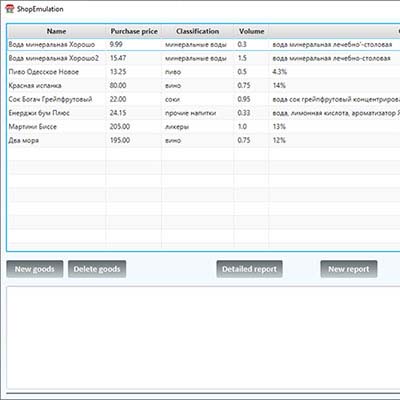 ShopEmulation
Name Purchase price Classification Volume
Вода минеральная Хорошо 9.99 минеральные воды 0.3 вода минеральная лечебно'-столовая
Вода минеральная Хорошо2 15.47 минеральные воды 1.5 вода минеральная лечебно-столовая
Пиво Одесское Новое 13.25 пиво 0.5 4.3%
Красная испанка 80.00 вино 0.75 14%
Сок Богач Грейпфрутовый 22.00 соки 0.95 вода сок грейпфрутовый концентрирова
Енерджи бум Плюс 24.15 прочие напитки 0.33 вода, лимонная кислота, ароматизатор
Мартини Биссе 205.00 ликеры 1.0 13%
Два моря 195.00 вино 0.75 12%
New goods Delete goods Detailed report New report